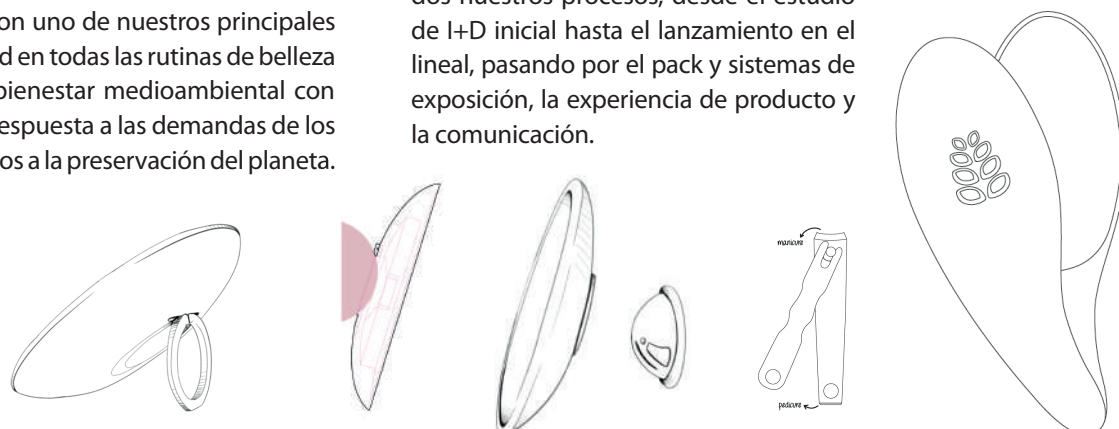 on uno de nuestros principales
d en todas las rutinas de belleza
bienestar medioambiental con
espuesta a las demandas de los
os a la preservación del planeta.
dos nuestros procesos, desde el estudio
de I+D inicial hasta el lanzamiento en el
lineal, pasando por el pack y sistemas de
exposición, la experiencia de producto y
la comunicación.
manicure
pedicure